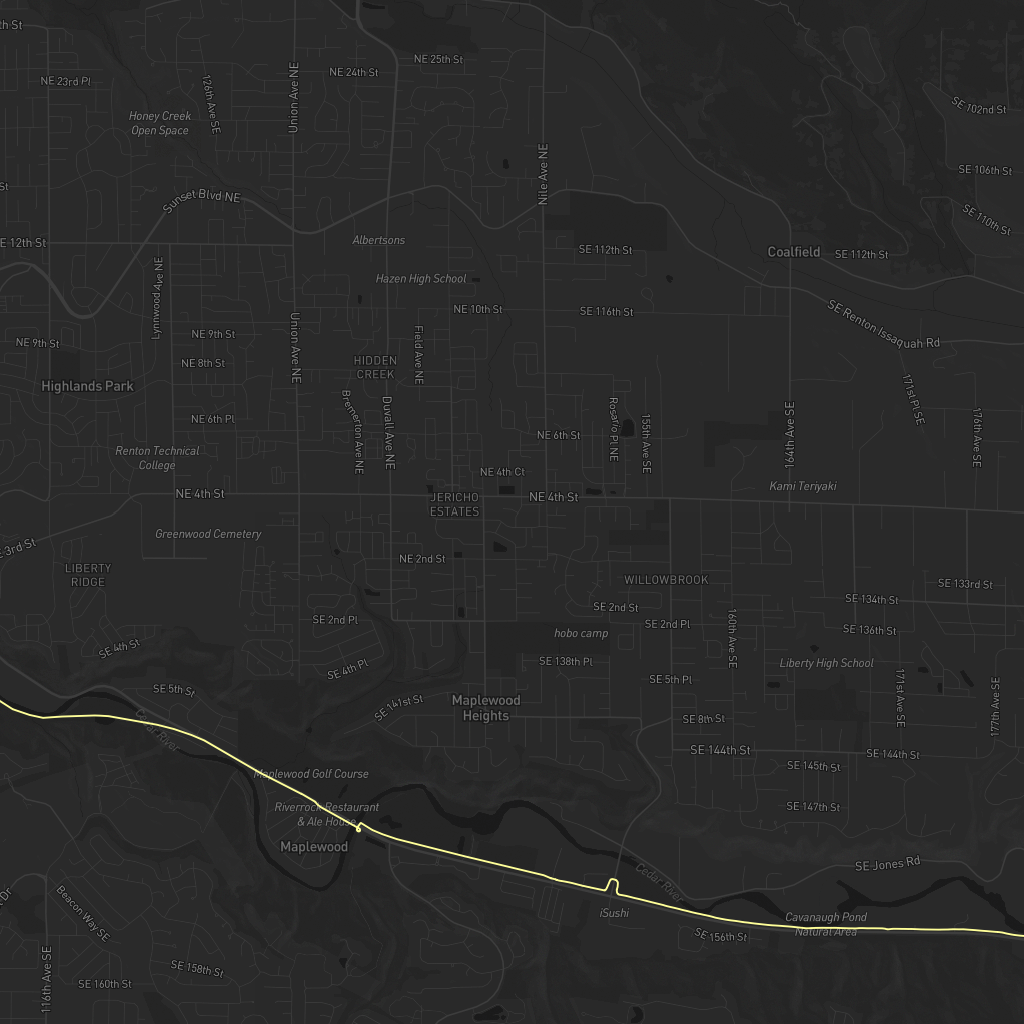 th St
NE 23rd Pl
126th Ave SE
Union Ave NE
NE 24th St
NE 25th St
Honey Creek
Open Space
Nile Ave NE
SE 102nd St
SE 106th St
SE 110th St
St
Sunset Blvd NE
E 12th St
Albertsons
SE 112th St
Coalfield
SE 112th St
Hazen High School
Lynnwood Ave NE
NE 10th St
SE 116th St
SE Renton Issaquah Rd
NE 9th St
NE 9th St
Union Ave NE
Field Ave NE
NE 8th St
HIDDEN
CREEK
Highlands Park
171st Pl SE
Bremerton Ave NE
Duvall Ave NE
NE 6th Pl
Rosario Pl NE
155th Ave SE
164th Ave SE
176th Ave SE
NE 6th St
Renton Technical
College
NE 4th Ct
Kami Teriyaki
NE 4th St
JERICHO
ESTATES
NE 4th St
Greenwood Cemetery
E 3rd St
NE 2nd St
LIBERTY
RIDGE
WILLOWBROOK
SE 133rd St
SE 134th St
SE 2nd St
SE 2nd Pl
SE 2nd Pl
160th Ave SE
SE 136th St
hobo camp
SE 4th St
SE 4th Pl
SE 138th Pl
Liberty High School
SE 5th Pl
171st Ave SE
177th Ave SE
SE 5th St
SE 141st St
Maplewood
Heights
Cedar River
SE 8th St
SE 144th St
SE 144th St
SE 145th St
Maplewood Golf Course
Riverrock Restaurant
& Ale House
SE 147th St
Maplewood
SE Jones Rd
Cedar River
Dr
Beacon Way SE
iSushi
Cavanaugh Pond
Natural Area
SE 156th St
116th Ave SE
SE 158th St
SE 160th St